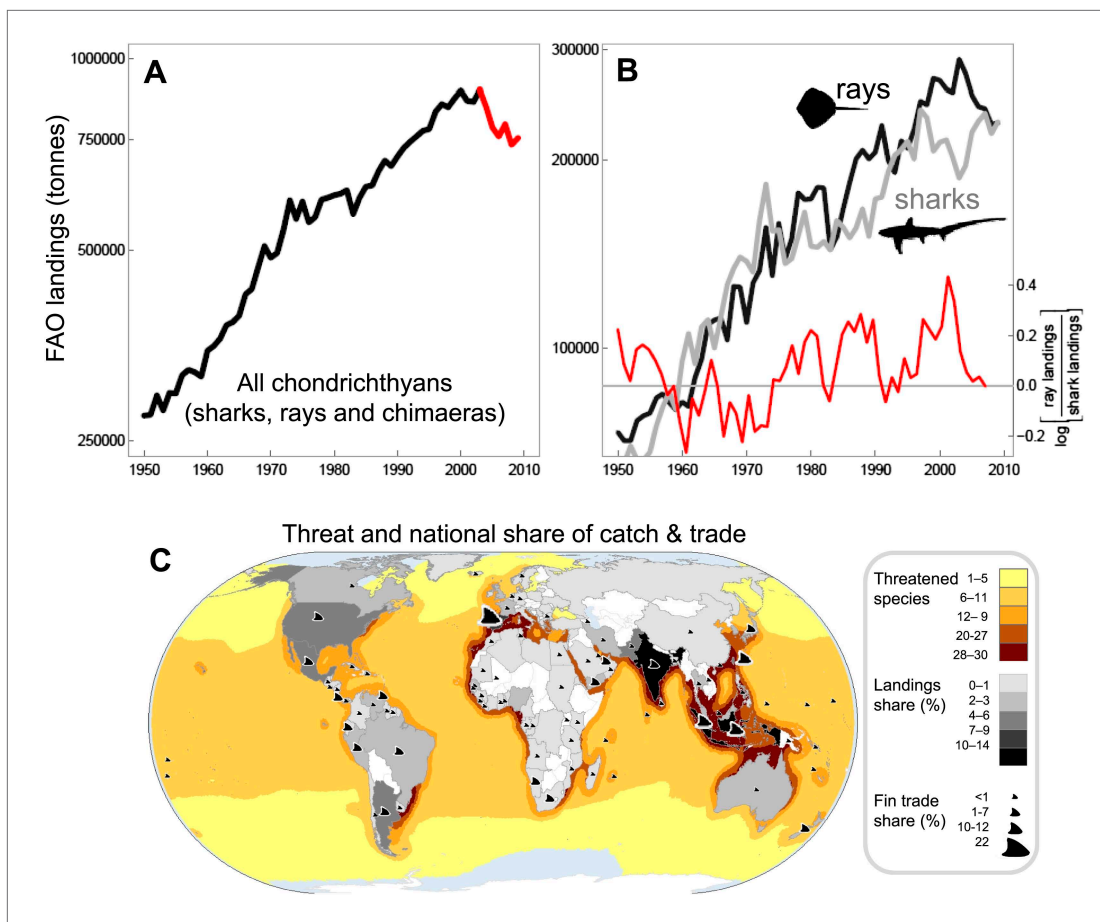 A
1000000
750000
500000
250000
FAO landings (tonnes)
All chondrichthyans
(sharks, rays and chimaeras)
1950 1960 1970 1980 1990 2000 2010
B
300000
200000
100000
rays
sharks
0.4
0.2
0.0
−0.2
log [ray landings / shark landings]
1950 1960 1970 1980 1990 2000 2010
Threat and national share of catch & trade
C
Threatened species
1–5
6–11
12– 9
20-27
28–30
Landings share (%)
0–1
2–3
4–6
7–9
10–14
Fin trade share (%)
<1
1-7
10-12
22